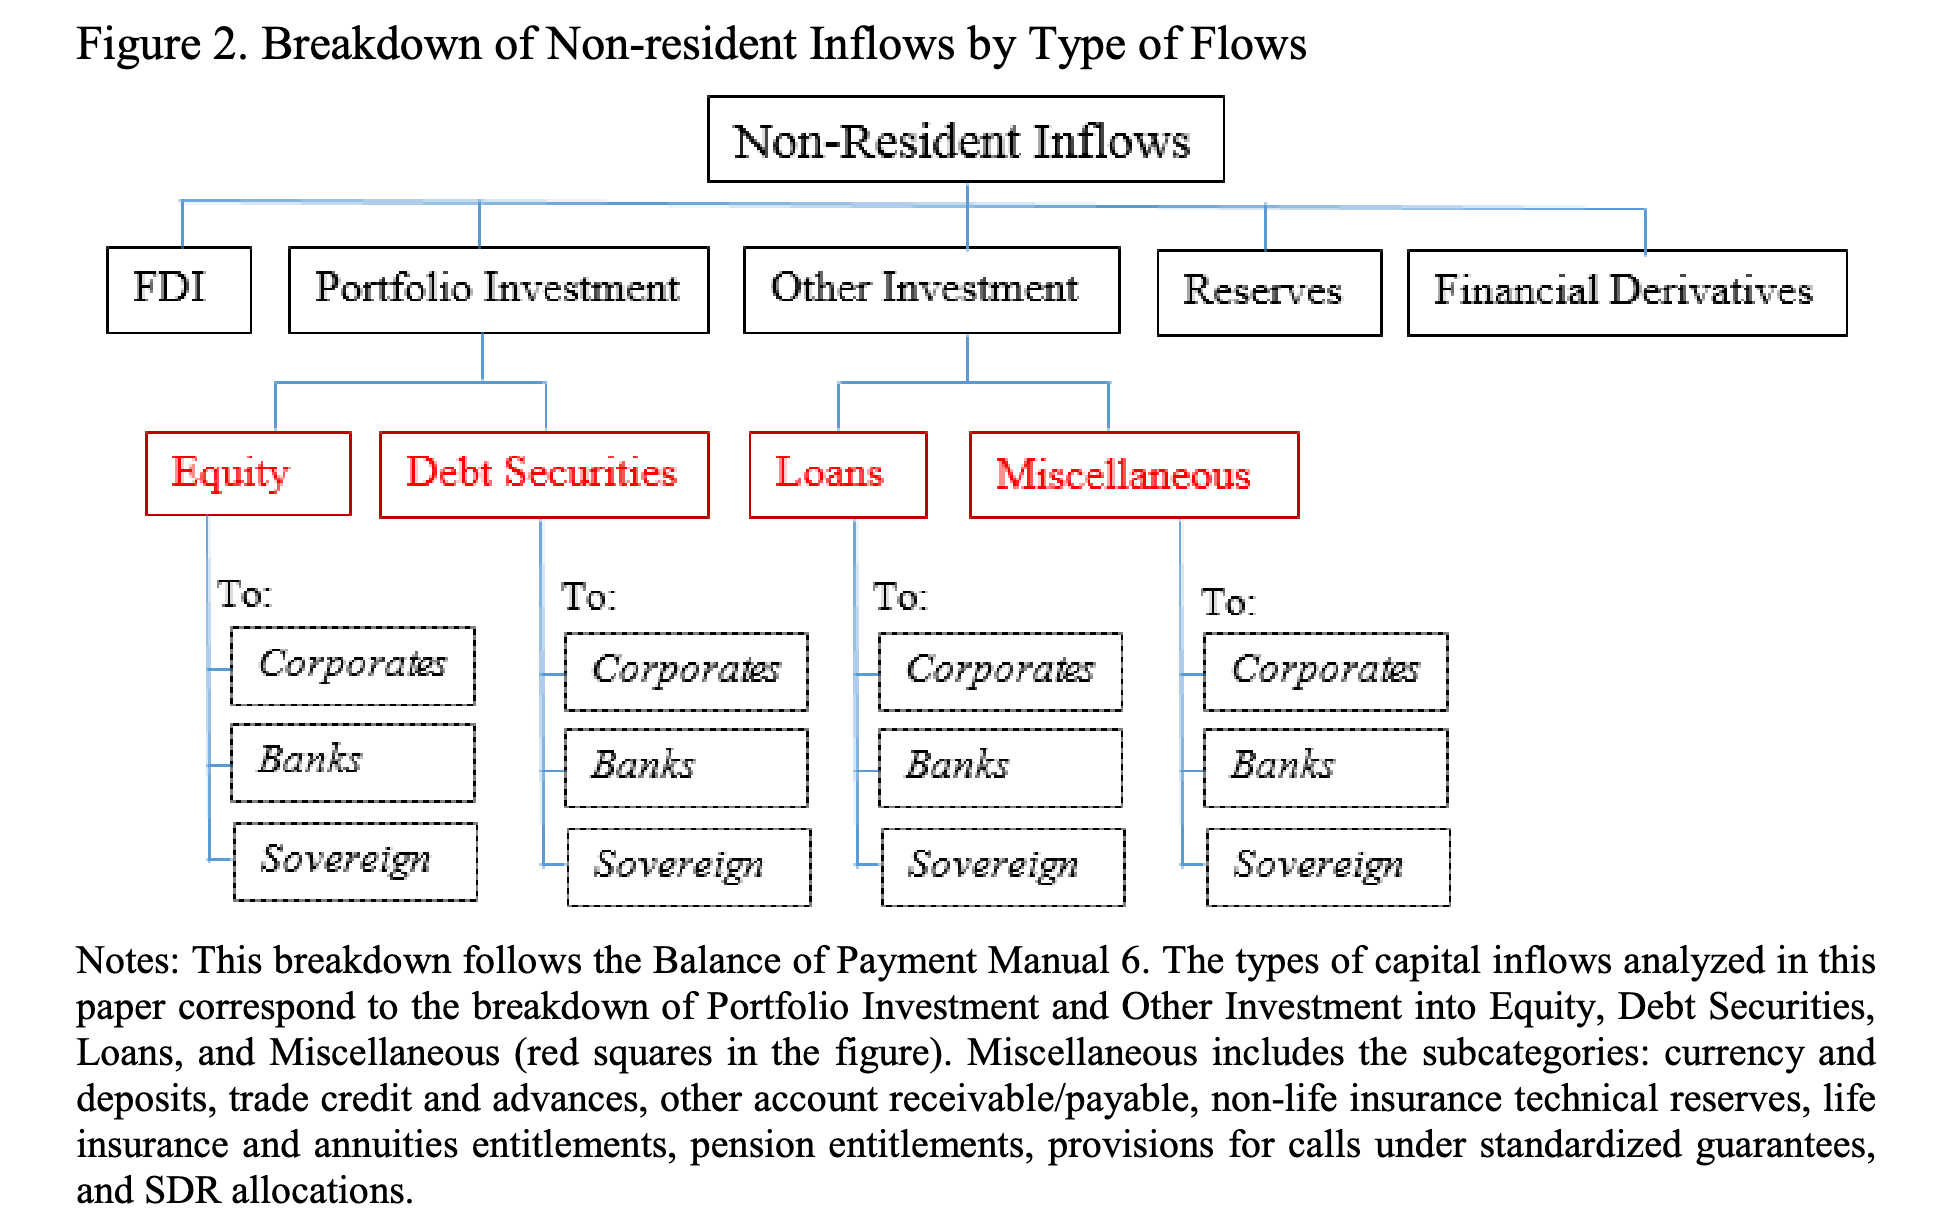 Figure 2. Breakdown of Non-resident Inflows by Type of Flows
Non-Resident Inflows
FDI
Portfolio Investment
Other Investment
Reserves
Financial Derivatives
Equity
Debt Securities
Loans
Miscellaneous
To:
Corporates
Banks
Sovereign
To:
Corporates
Banks
Sovereign
To:
Corporates
Banks
Sovereign
To:
Corporates
Banks
Sovereign
Notes: This breakdown follows the Balance of Payment Manual 6. The types of capital inflows analyzed in this
paper correspond to the breakdown of Portfolio Investment and Other Investment into Equity, Debt Securities,
Loans, and Miscellaneous (red squares in the figure). Miscellaneous includes the subcategories: currency and
deposits, trade credit and advances, other account receivable/payable, non-life insurance technical reserves, life
insurance and annuities entitlements, pension entitlements, provisions for calls under standardized guarantees,
and SDR allocations.